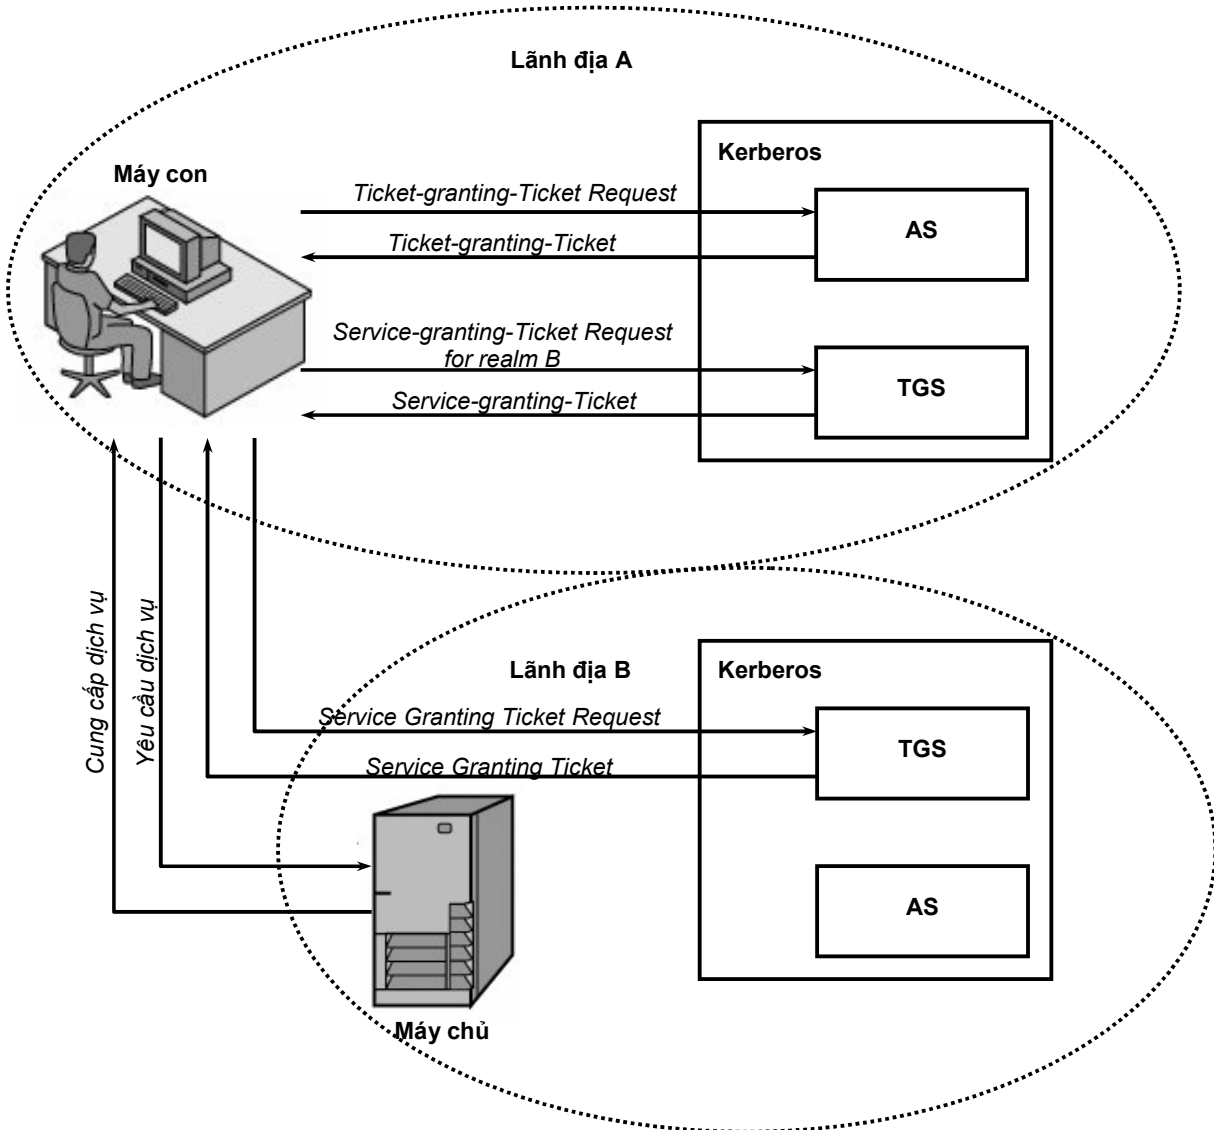 Lãnh địa A
Kerberos
Máy con
Ticket-granting-Ticket Request
AS
Ticket-granting-Ticket
Service-granting-Ticket Request
for realm B
TGS
Service-granting-Ticket
Cung cấp dịch vụ
Yêu cầu dịch vụ
Lãnh địa B
Kerberos
Service Granting Ticket Request
TGS
Service Granting Ticket
AS
Máy chủ